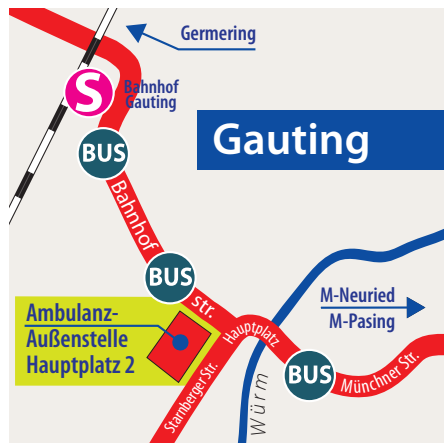 Germering
S
Bahnhof
Gauting
BUS
Gauting
Bahnhof
BUS
str.
Ambulanz-
Außenstelle
Hauptplatz 2
Hauptplatz
M-Neuried
M-Pasing
BUS
Münchner Str.
Starnberger Str.
Würm